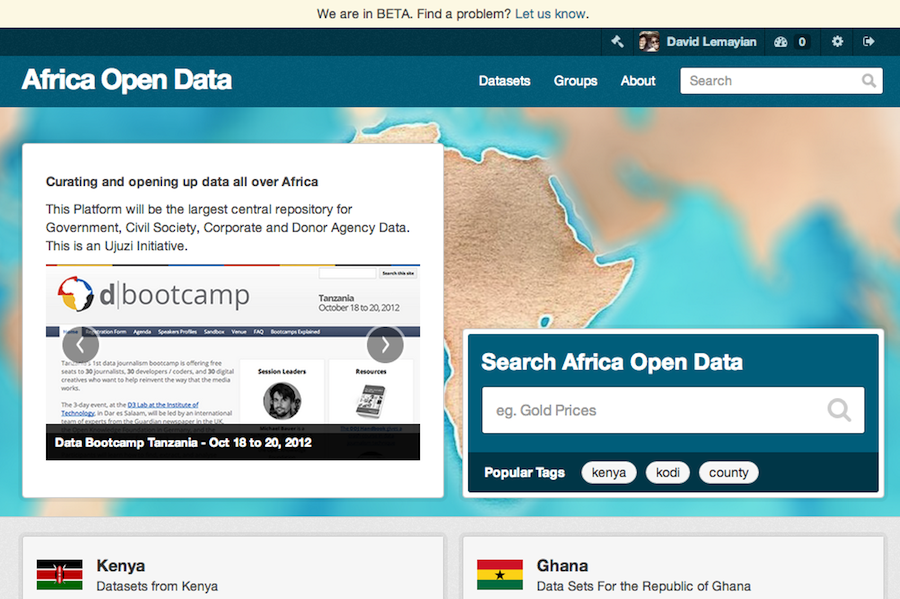 We are in BETA. Find a problem? Let us know.
David Lemayian 0
Africa Open Data
Datasets Groups About Search
Curating and opening up data all over Africa
This Platform will be the largest central repository for
Government, Civil Society, Corporate and Donor Agency Data.
This is an Ujuzi Initiative.
Search this site
d|bootcamp
Tanzania
October 18 to 20, 2012
Home Registration Form Agenda Speakers Profiles Sandbox Venue FAQ Bootcamps Explained
Tanzania's 1st data journalism bootcamp is offering free
seats to 30 journalists, 30 developers / coders, and 30 digital
creatives who want to help reinvent the way that the media
works.
The 3-day event, at the D3 Lab at the Institute of
Technology, in Dar es Salaam, will be led by an international
team of experts from the Guardian newspaper in the UK,
Session Leaders
Resources
Data Bootcamp Tanzania - Oct 18 to 20, 2012
Search Africa Open Data
eg. Gold Prices
Popular Tags kenya kodi county
Kenya
Datasets from Kenya
Ghana
Data Sets For the Republic of Ghana